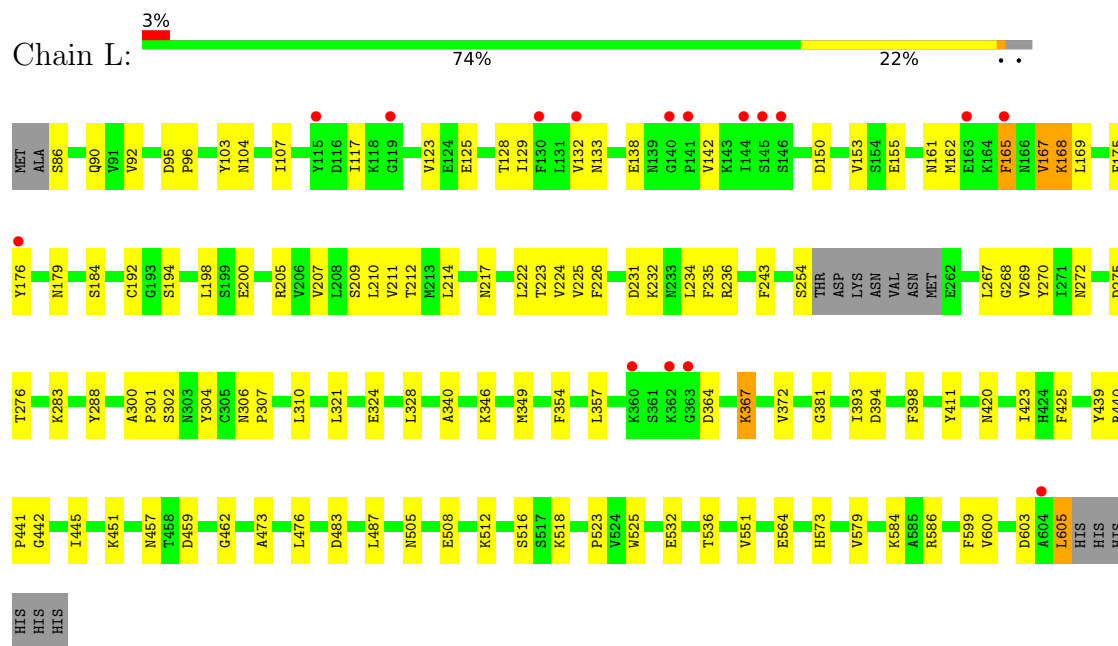 3%
Chain L:
74% 22% • •
MET ALA S86 Q90 V91 V92 D95 P96 Y103 N104 I107 Y115 D116 I117 K118 G119 V123 E124 E125 T128 I129 F130 L131 V132 N133 E138 N139 G140 P141 V142 K143 I144 S145 S146 D150 V153 S154 E155 N161 M162 E163 K164 F165 N166 V167 K168 L169
Y176 N179 S184 C192 G193 S194 L198 S199 E200 R205 V206 V207 L208 S209 L210 V211 T212 M213 L214 N217 L222 T223 V224 V225 F226 D231 K232 N233 L234 F235 R236 F243 S254 THR ASP LYS ASN VAL ASN MET E262 L267 G268 V269 Y270 I271 N272
T276 K283 Y288 A300 P301 S302 N303 Y304 C305 N306 P307 L310 L321 E324 L328 A340 K346 M349 F354 L357 K360 S361 K362 G363 D364 K367 V372 G381 I393 D394 F398 Y411 N420 I423 H424 F425 Y439
P441 G442 I445 K451 N457 T458 D459 G462 A473 L476 D483 L487 N505 E508 K512 S516 S517 K518 P523 V524 W525 E532 T536 V551 E564 H573 V579 K584 A585 R586 F599 V600 D603 A604 L605 HIS HIS HIS
HIS HIS HIS